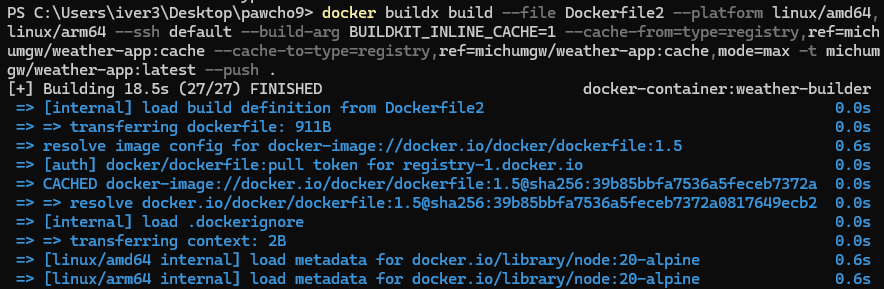 PS C:\Users\iver3\Desktop\pawcho9> docker buildx build --file Dockerfile2 --platform linux/amd64,
linux/arm64 --ssh default --build-arg BUILDKIT_INLINE_CACHE=1 --cache-from=type=registry,ref=mich
umgw/weather-app:cache --cache-to=type=registry,ref=michumgw/weather-app:cache,mode=max -t michum
gw/weather-app:latest --push .
[+] Building 18.5s (27/27) FINISHED docker-container:weather-builder
=> [internal] load build definition from Dockerfile2 0.0s
=> => transferring dockerfile: 911B 0.0s
=> resolve image config for docker-image://docker.io/docker/dockerfile:1.5 0.6s
=> [auth] docker/dockerfile:pull token for registry-1.docker.io 0.0s
=> CACHED docker-image://docker.io/docker/dockerfile:1.5@sha256:39b85bbfa7536a5feceb7372a 0.0s
=> => resolve docker.io/docker/dockerfile:1.5@sha256:39b85bbfa7536a5feceb7372a0817649ecb2 0.0s
=> [internal] load .dockerignore 0.0s
=> => transferring context: 2B 0.0s
=> [linux/amd64 internal] load metadata for docker.io/library/node:20-alpine 0.6s
=> [linux/arm64 internal] load metadata for docker.io/library/node:20-alpine 0.6s